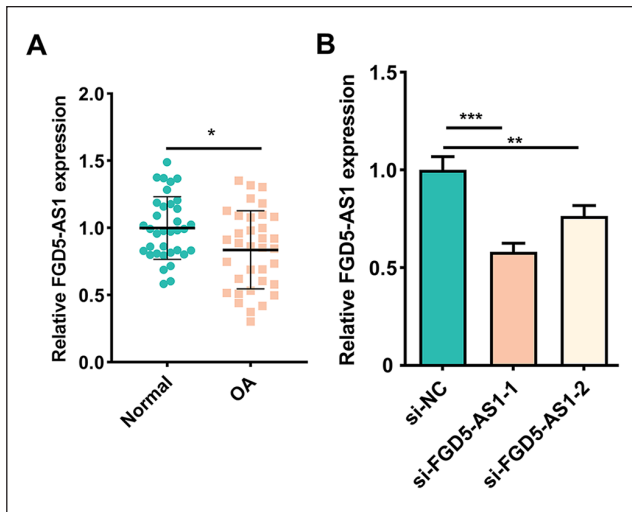 A
Relative FGD5-AS1 expression
2.0
1.5
1.0
0.5
0.0
*
Normal
OA
B
Relative FGD5-AS1 expression
1.5
1.0
0.5
0
***
**
si-NC
si-FGD5-AS1-1
si-FGD5-AS1-2